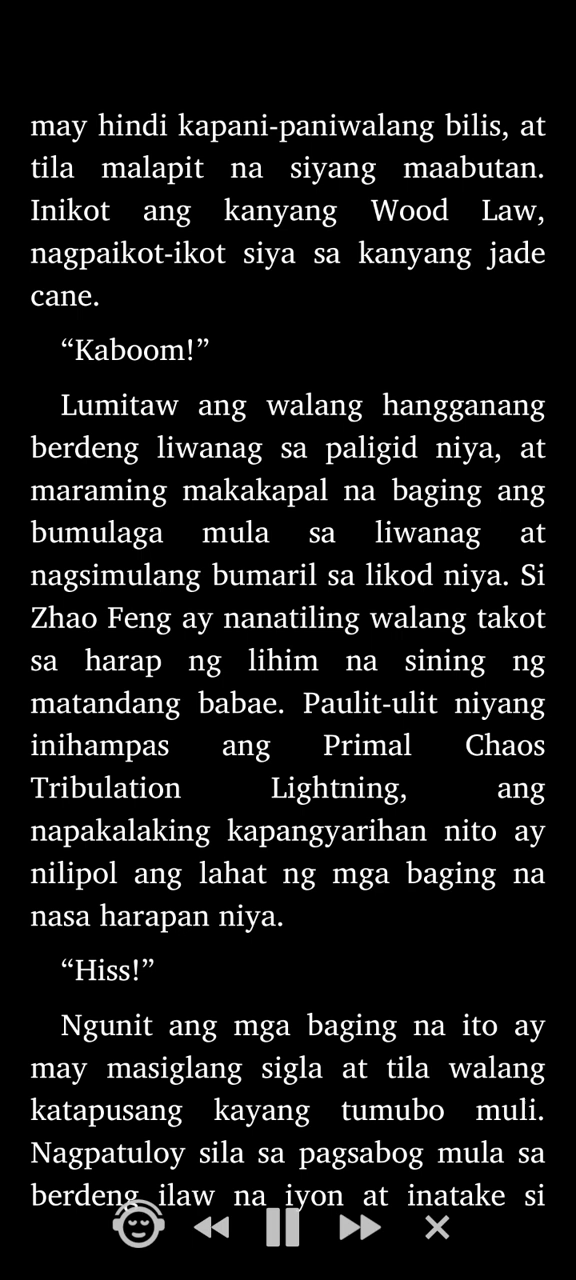 may hindi kapani-paniwalang bilis, at
tila malapit na siyang maabutan.
Inikot ang kanyang Wood Law,
nagpaikot-ikot siya sa kanyang jade
cane.
“Kaboom!”
Lumitaw ang walang hangganang
berdeng liwanag sa paligid niya, at
maraming makakapal na baging ang
bumulaga mula sa liwanag at
nagsimulang bumaril sa likod niya. Si
Zhao Feng ay nanatiling walang takot
sa harap ng lihim na sining ng
matandang babae. Paulit-ulit niyang
inihampas ang Primal Chaos
Tribulation Lightning, ang
napakalaking kapangyarihan nito ay
nilipol ang lahat ng mga baging na
nasa harapan niya.
“Hiss!”
Ngunit ang mga baging na ito ay
may masiglang sigla at tila walang
katapusang kayang tumubo muli.
Nagpatuloy sila sa pagsabog mula sa
berdeng ilaw na iyon at inatake si